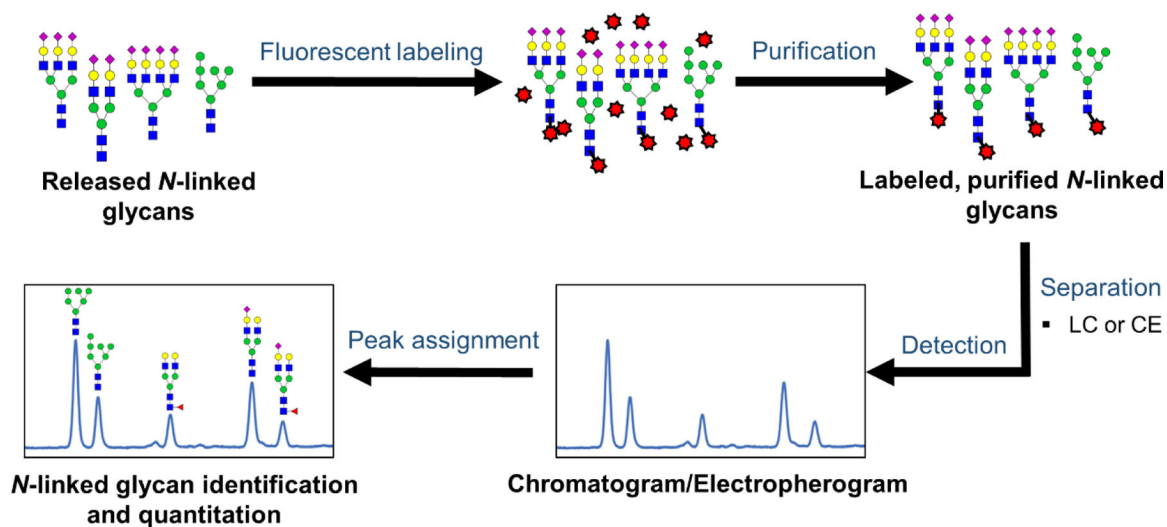 Fluorescent labeling
Purification
Released N-linked
glycans
Labeled, purified N-linked
glycans
Separation
▪ LC or CE
Detection
Peak assignment
Chromatogram/Electropherogram
N-linked glycan identification
and quantitation